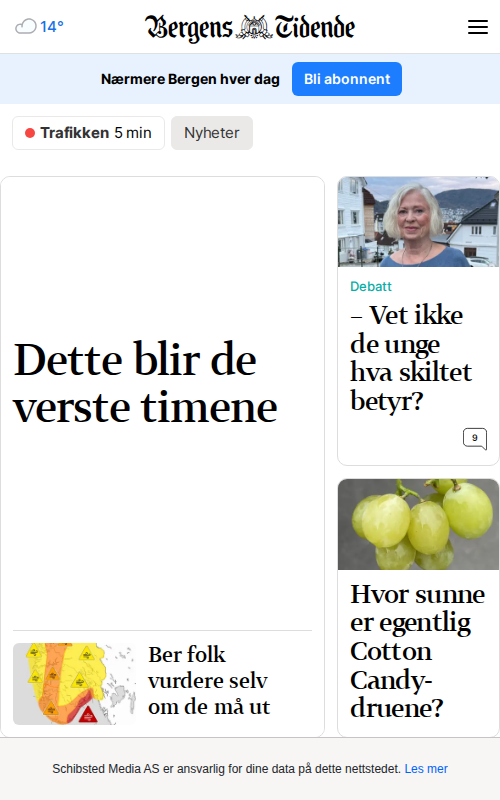 14°
Bergens Tidende
Nærmere Bergen hver dag
Bli abonnent
Trafikken 5 min
Nyheter
Dette blir de
verste timene
Ber folk
vurdere selv
om de må ut
Debatt
– Vet ikke
de unge
hva skiltet
betyr?
9
Hvor sunne
er egentlig
Cotton
Candy-
druene?
Schibsted Media AS er ansvarlig for dine data på dette nettstedet. Les mer